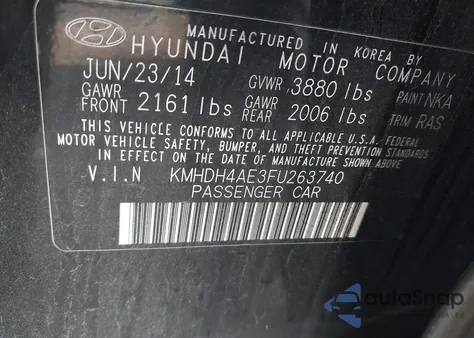 MANUFACTURED IN KOREA BY
HYUNDAI MOTOR COMPANY
JUN/23/14 GVWR 3880 lbs PAINT NKA
GAWR FRONT 2161 lbs GAWR REAR 2006 lbs TRIM RAS
THIS VEHICLE CONFORMS TO ALL APPLICABLE U.S.A. FEDERAL
MOTOR VEHICLE SAFETY, BUMPER, AND THEFT PREVENTION STANDARDS
IN EFFECT ON THE DATE OF MANUFACTURE SHOWN ABOVE.
V.I.N KMHDH4AE3FU263740
PASSENGER CAR
autoSnap